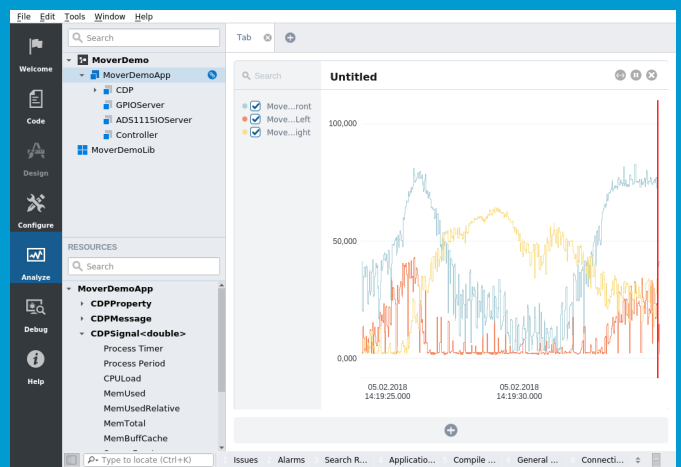 File Edit Tools Window Help
Welcome
Code
Design
Configure
Analyze
Debug
Help
Search
MoverDemo
MoverDemoApp
CDP
GPIOServer
ADS1115IOServer
Controller
MoverDemoLib
RESOURCES
Search
MoverDemoApp
CDPProperty
CDPMessage
CDPSignal<double>
Process Timer
Process Period
CPULoad
MemUsed
MemUsedRelative
MemTotal
MemBuffCache
Type to locate (Ctrl+K)
Tab
Search
Move...ront
Move...Left
Move...ight
Untitled
100,000
50,000
0,000
05.02.2018
14:19:25.000
05.02.2018
14:19:30.000
Issues Alarms Search R... Applicatio... Compile ... General ... Connecti...